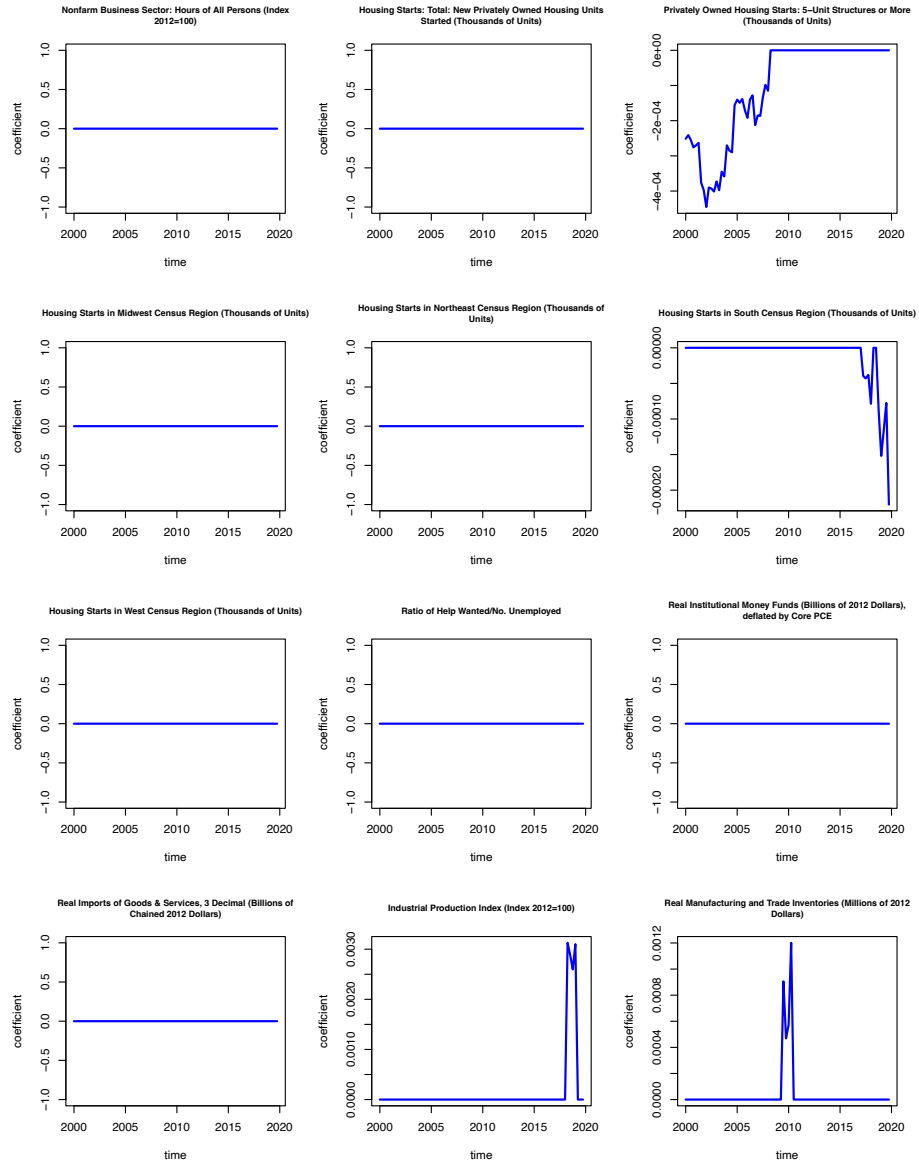 Nonfarm Business Sector: Hours of All Persons (Index
2012=100)
1.0
0.5
0.0
−0.5
−1.0
coefficient
2000 2005 2010 2015 2020
time
Housing Starts: Total: New Privately Owned Housing Units
Started (Thousands of Units)
1.0
0.5
0.0
−0.5
−1.0
coefficient
2000 2005 2010 2015 2020
time
Privately Owned Housing Starts: 5−Unit Structures or More
(Thousands of Units)
0e+00
−2e−04
−4e−04
coefficient
2000 2005 2010 2015 2020
time
Housing Starts in Midwest Census Region (Thousands of Units)
1.0
0.5
0.0
−0.5
−1.0
coefficient
2000 2005 2010 2015 2020
time
Housing Starts in Northeast Census Region (Thousands of
Units)
1.0
0.5
0.0
−0.5
−1.0
coefficient
2000 2005 2010 2015 2020
time
Housing Starts in South Census Region (Thousands of Units)
0.00000
−0.00010
−0.00020
coefficient
2000 2005 2010 2015 2020
time
Housing Starts in West Census Region (Thousands of Units)
1.0
0.5
0.0
−0.5
−1.0
coefficient
2000 2005 2010 2015 2020
time
Ratio of Help Wanted/No. Unemployed
1.0
0.5
0.0
−0.5
−1.0
coefficient
2000 2005 2010 2015 2020
time
Real Institutional Money Funds (Billions of 2012 Dollars),
deflated by Core PCE
1.0
0.5
0.0
−0.5
−1.0
coefficient
2000 2005 2010 2015 2020
time
Real Imports of Goods & Services, 3 Decimal (Billions of
Chained 2012 Dollars)
1.0
0.5
0.0
−0.5
−1.0
coefficient
2000 2005 2010 2015 2020
time
Industrial Production Index (Index 2012=100)
0.0030
0.0020
0.0010
0.0000
coefficient
2000 2005 2010 2015 2020
time
Real Manufacturing and Trade Inventories (Millions of 2012
Dollars)
0.0012
0.0008
0.0004
0.0000
coefficient
2000 2005 2010 2015 2020
time